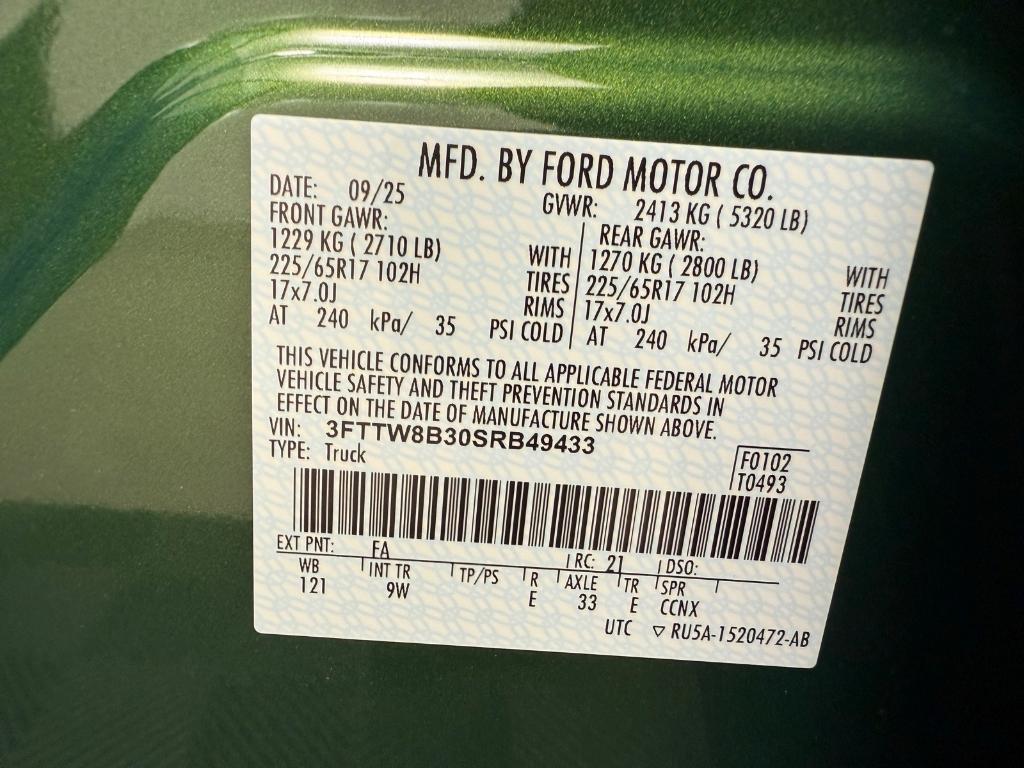 MFD. BY FORD MOTOR CO.
DATE: 09/25 GVWR: 2413 KG ( 5320 LB)
FRONT GAWR: REAR GAWR:
1229 KG ( 2710 LB) WITH 1270 KG ( 2800 LB) WITH
225/65R17 102H TIRES 225/65R17 102H TIRES
17x7.0J RIMS 17x7.0J RIMS
AT 240 kPa/ 35 PSI COLD AT 240 kPa/ 35 PSI COLD
THIS VEHICLE CONFORMS TO ALL APPLICABLE FEDERAL MOTOR
VEHICLE SAFETY AND THEFT PREVENTION STANDARDS IN
EFFECT ON THE DATE OF MANUFACTURE SHOWN ABOVE.
VIN: 3FTTW8B30SRB49433
TYPE: Truck
F0102
T0493
EXT PNT: FA RC: 21 DSO:
WB INT TR TP/PS R AXLE TR SPR
121 9W E 33 E CCNX
UTC ▽ RU5A-1520472-AB